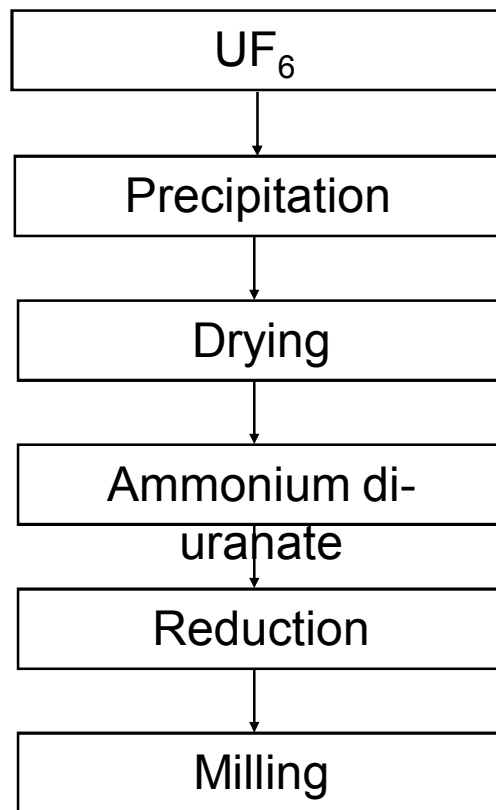 UF₆
Precipitation
Drying
Ammonium di-
uranate
Reduction
Milling